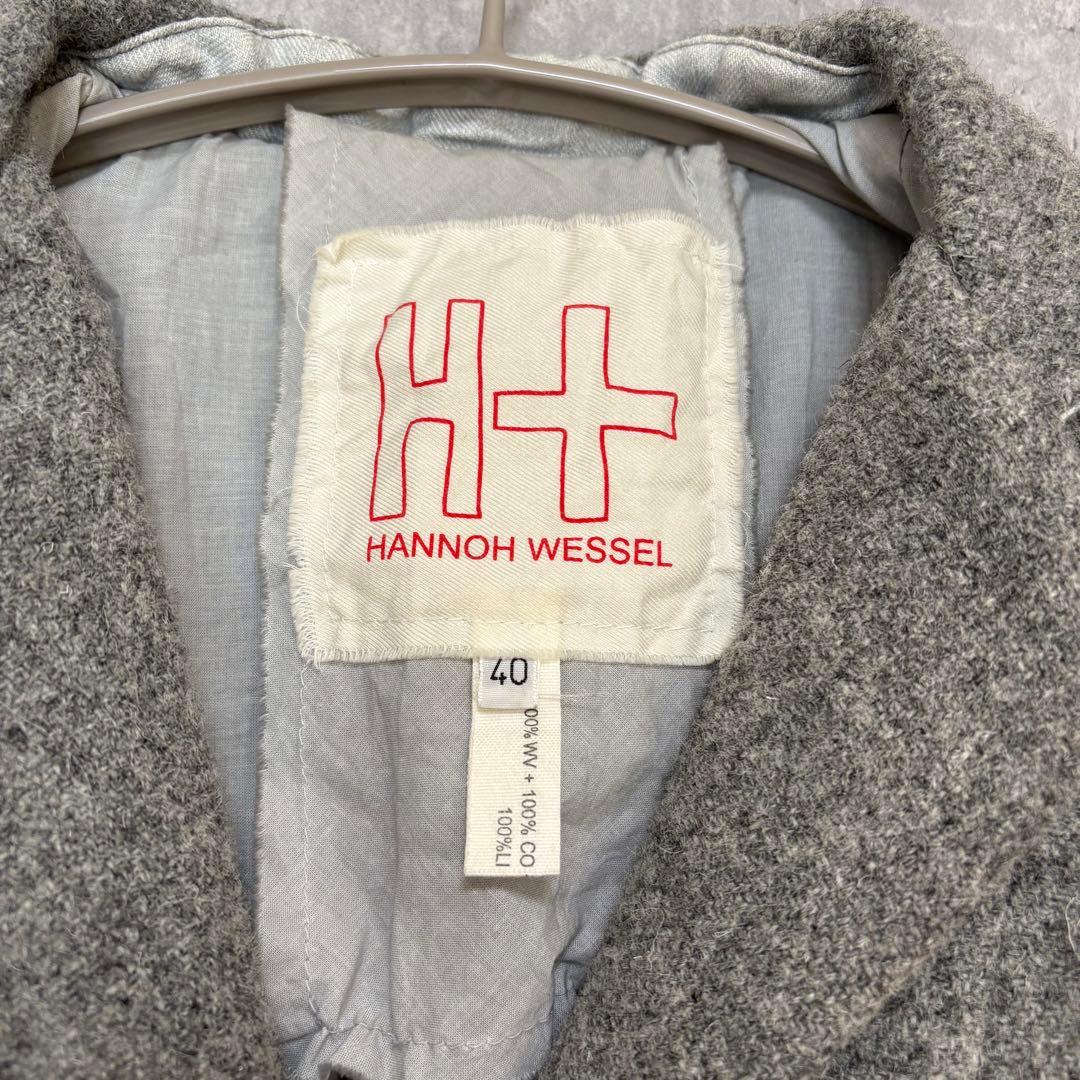 H+
HANNOH WESSEL
40
00% WV + 100% CO
100%LI